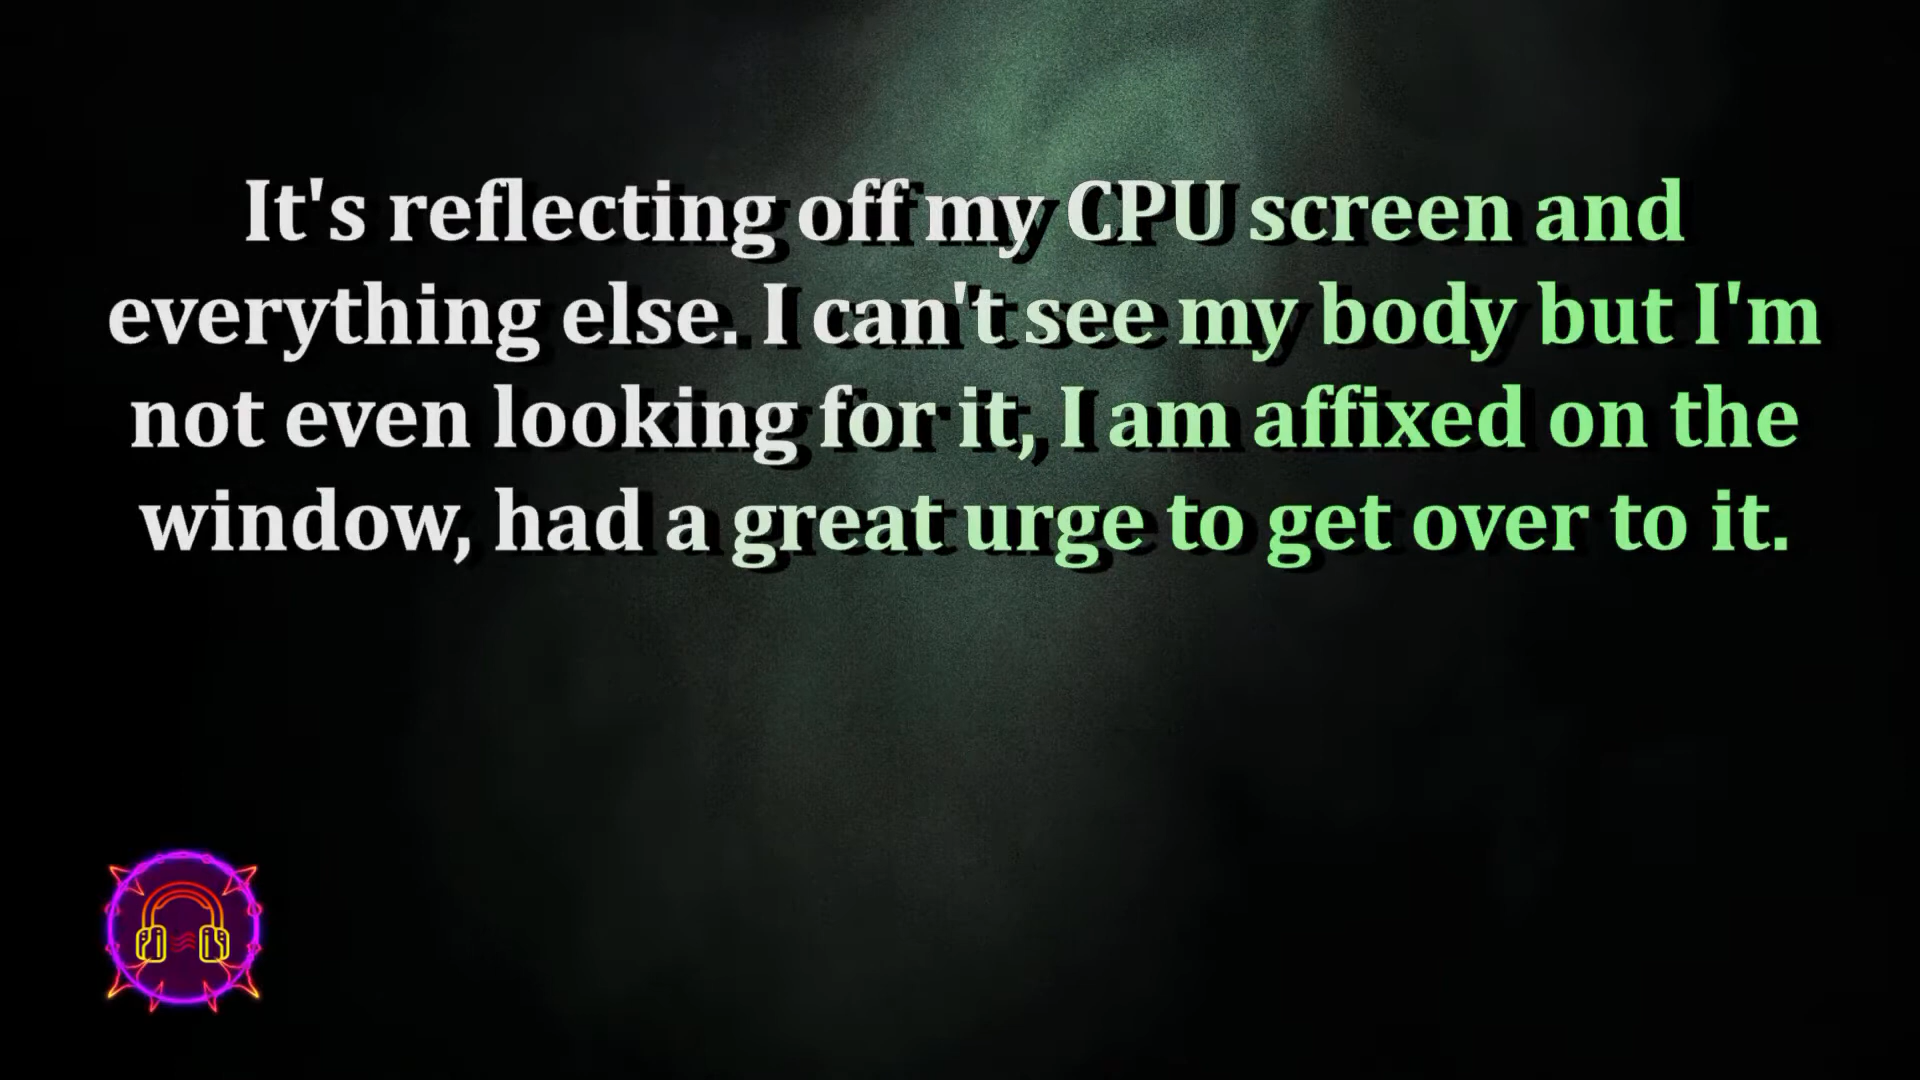 It's reflecting off my CPU screen and
everything else. I can't see my body but I'm
not even looking for it, I am affixed on the
window, had a great urge to get over to it.